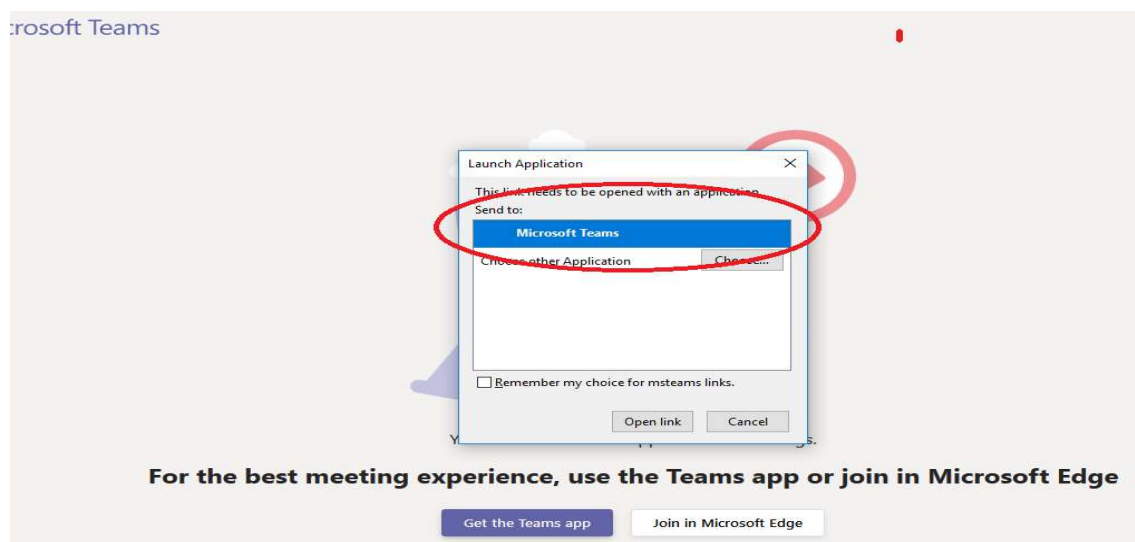 crosoft Teams
Launch Application
This link needs to be opened with an application.
Send to:
Microsoft Teams
Choose other Application
Choose...
Remember my choice for msteams links.
Open link
Cancel
For the best meeting experience, use the Teams app or join in Microsoft Edge
Get the Teams app
Join in Microsoft Edge